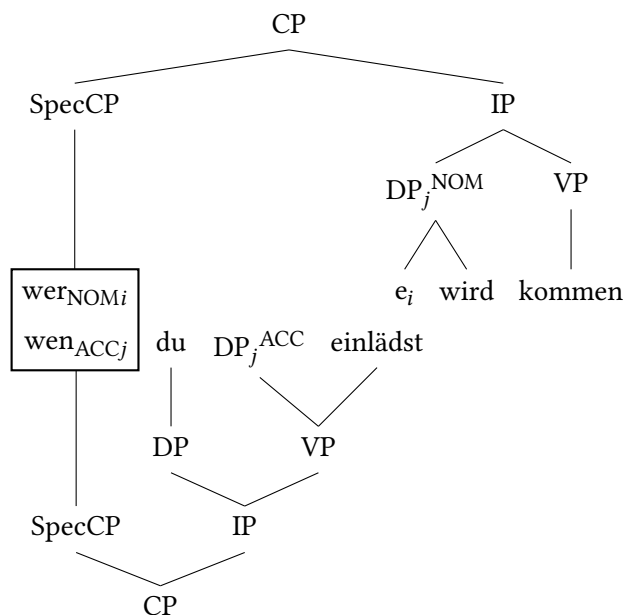 CP
SpecCP IP
DP_j^NOM VP
e_i wird kommen
wer_NOMi
wen_ACCj du DP_j^ACC einlädst
DP VP
SpecCP IP
CP